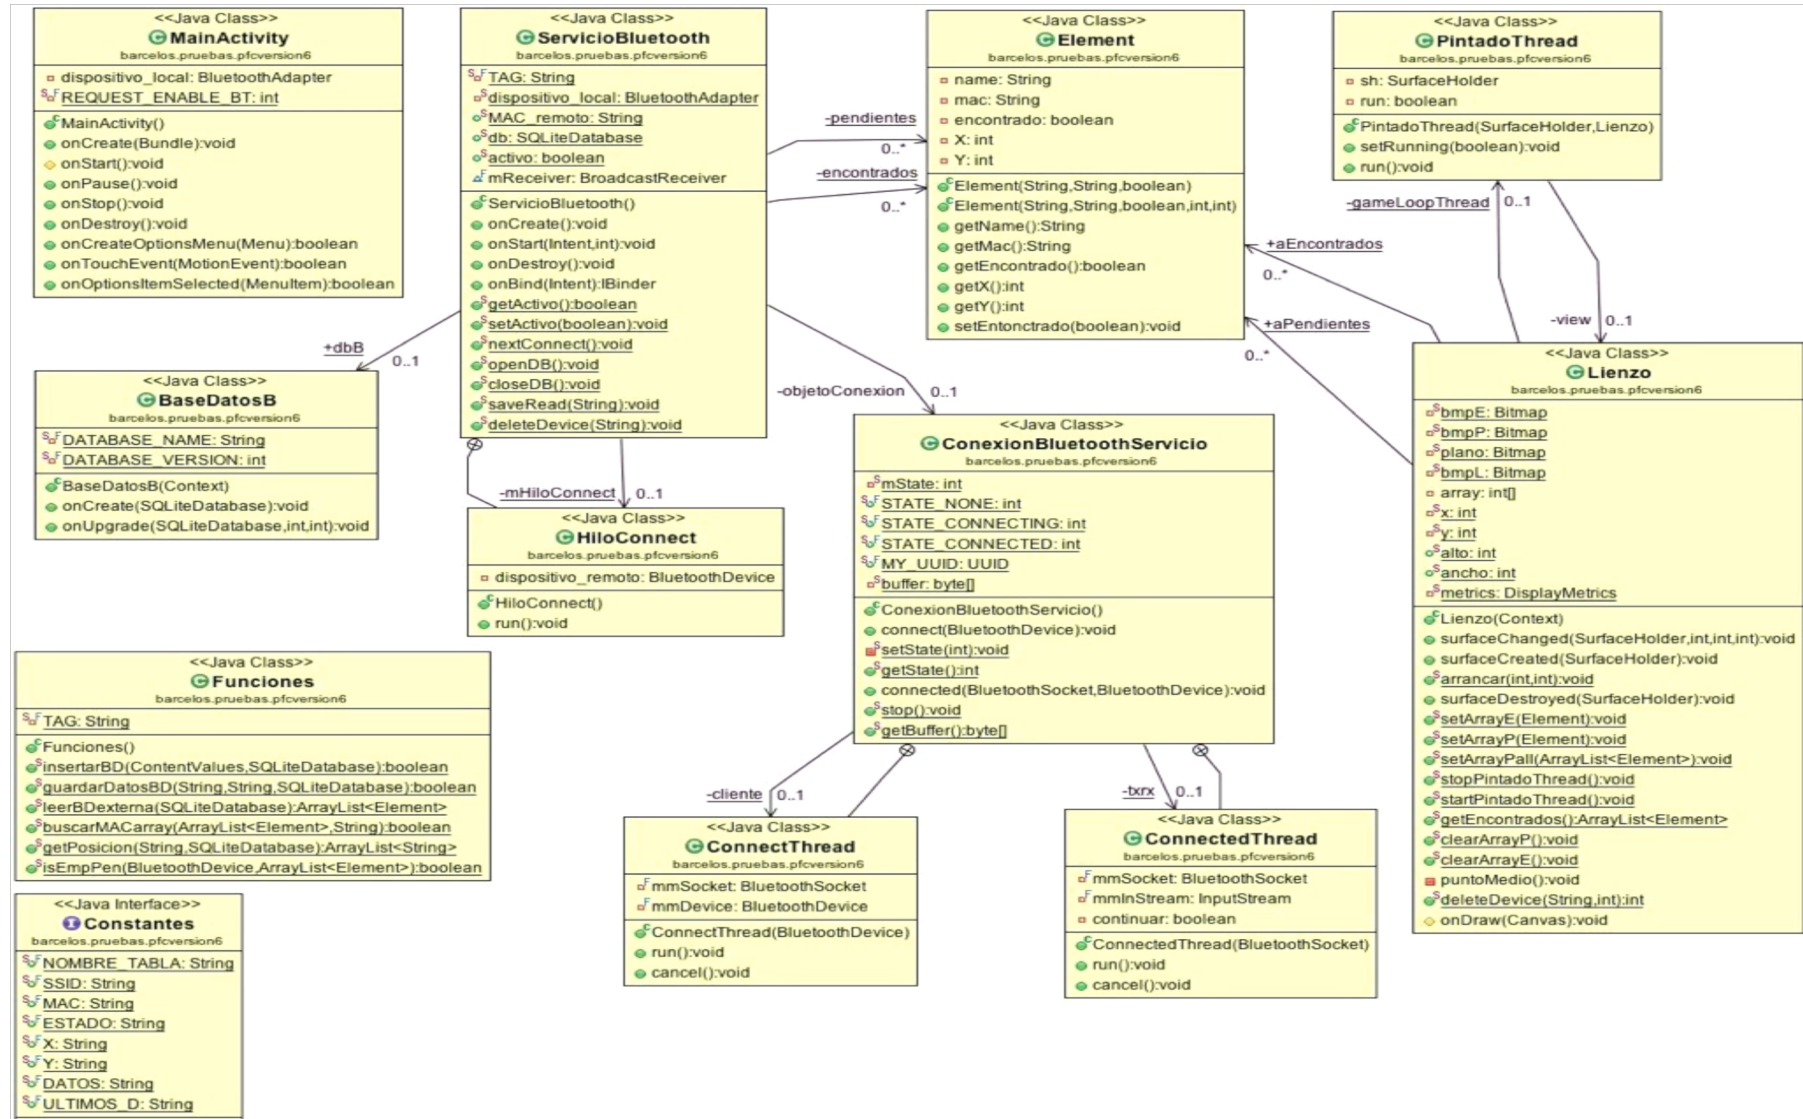 <<Java Class>>
MainActivity
barcelos.pruebas.pfcversion6
dispositivo_local: BluetoothAdapter
REQUEST_ENABLE_BT: int
MainActivity()
onCreate(Bundle):void
onStart():void
onPause():void
onStop():void
onDestroy():void
onCreateOptionsMenu(Menu):boolean
onTouchEvent(MotionEvent):boolean
onOptionsItemSelected(MenuItem):boolean
<<Java Class>>
ServicioBluetooth
barcelos.pruebas.pfcversion6
TAG: String
dispositivo_local: BluetoothAdapter
MAC_remoto: String
db: SQLiteDatabase
activo: boolean
mReceiver: BroadcastReceiver
ServicioBluetooth()
onCreate():void
onStart(Intent,int):void
onDestroy():void
onBind(Intent):IBinder
getActivo():boolean
setActivo(boolean):void
nextConnect():void
openDB():void
closeDB():void
saveRead(String):void
deleteDevice(String):void
-pendientes
0..*
-encontrados
0..*
<<Java Class>>
Element
barcelos.pruebas.pfcversion6
name: String
mac: String
encontrado: boolean
X: int
Y: int
Element(String,String,boolean)
Element(String,String,boolean,int,int)
getName():String
getMac():String
getEncontrado():boolean
getX():int
getY():int
setEntonctrado(boolean):void
<<Java Class>>
PintadoThread
barcelos.pruebas.pfcversion6
sh: SurfaceHolder
run: boolean
PintadoThread(SurfaceHolder,Lienzo)
setRunning(boolean):void
run():void
-gameLoopThread
0..1
+aEncontrados
0..*
+aPendientes
0..*
-view
0..1
+dbB
0..1
-objetoConexion
0..1
-mHiloConnect
0..1
<<Java Class>>
BaseDatosB
barcelos.pruebas.pfcversion6
DATABASE_NAME: String
DATABASE_VERSION: int
BaseDatosB(Context)
onCreate(SQLiteDatabase):void
onUpgrade(SQLiteDatabase,int,int):void
<<Java Class>>
HiloConnect
barcelos.pruebas.pfcversion6
dispositivo_remoto: BluetoothDevice
HiloConnect()
run():void
<<Java Class>>
ConexionBluetoothServicio
barcelos.pruebas.pfcversion6
mState: int
STATE_NONE: int
STATE_CONNECTING: int
STATE_CONNECTED: int
MY_UUID: UUID
buffer: byte[]
ConexionBluetoothServicio()
connect(BluetoothDevice):void
setState(int):void
getState():int
connected(BluetoothSocket,BluetoothDevice):void
stop():void
getBuffer():byte[]
<<Java Class>>
Lienzo
barcelos.pruebas.pfcversion6
bmpE: Bitmap
bmpP: Bitmap
plano: Bitmap
bmpL: Bitmap
array: int[]
x: int
y: int
alto: int
ancho: int
metrics: DisplayMetrics
Lienzo(Context)
surfaceChanged(SurfaceHolder,int,int,int):void
surfaceCreated(SurfaceHolder):void
arrancar(int,int):void
surfaceDestroyed(SurfaceHolder):void
setArrayE(Element):void
setArrayP(Element):void
setArrayPall(ArrayList<Element>):void
stopPintadoThread():void
startPintadoThread():void
getEncontrados():ArrayList<Element>
clearArrayP():void
clearArrayE():void
puntoMedio():void
deleteDevice(String,int):int
onDraw(Canvas):void
<<Java Class>>
Funciones
barcelos.pruebas.pfcversion6
TAG: String
Funciones()
insertarBD(ContentValues,SQLiteDatabase):boolean
guardarDatosBD(String,String,SQLiteDatabase):boolean
leerBDexterna(SQLiteDatabase):ArrayList<Element>
buscarMACarray(ArrayList<Element>,String):boolean
getPosicion(String,SQLiteDatabase):ArrayList<String>
isEmpPen(BluetoothDevice,ArrayList<Element>):boolean
-cliente
0..1
-txrx
0..1
<<Java Class>>
ConnectThread
barcelos.pruebas.pfcversion6
mmSocket: BluetoothSocket
mmDevice: BluetoothDevice
ConnectThread(BluetoothDevice)
run():void
cancel():void
<<Java Class>>
ConnectedThread
barcelos.pruebas.pfcversion6
mmSocket: BluetoothSocket
mmInStream: InputStream
continuar: boolean
ConnectedThread(BluetoothSocket)
run():void
cancel():void
<<Java Interface>>
Constantes
barcelos.pruebas.pfcversion6
NOMBRE_TABLA: String
SSID: String
MAC: String
ESTADO: String
X: String
Y: String
DATOS: String
ULTIMOS_D: String